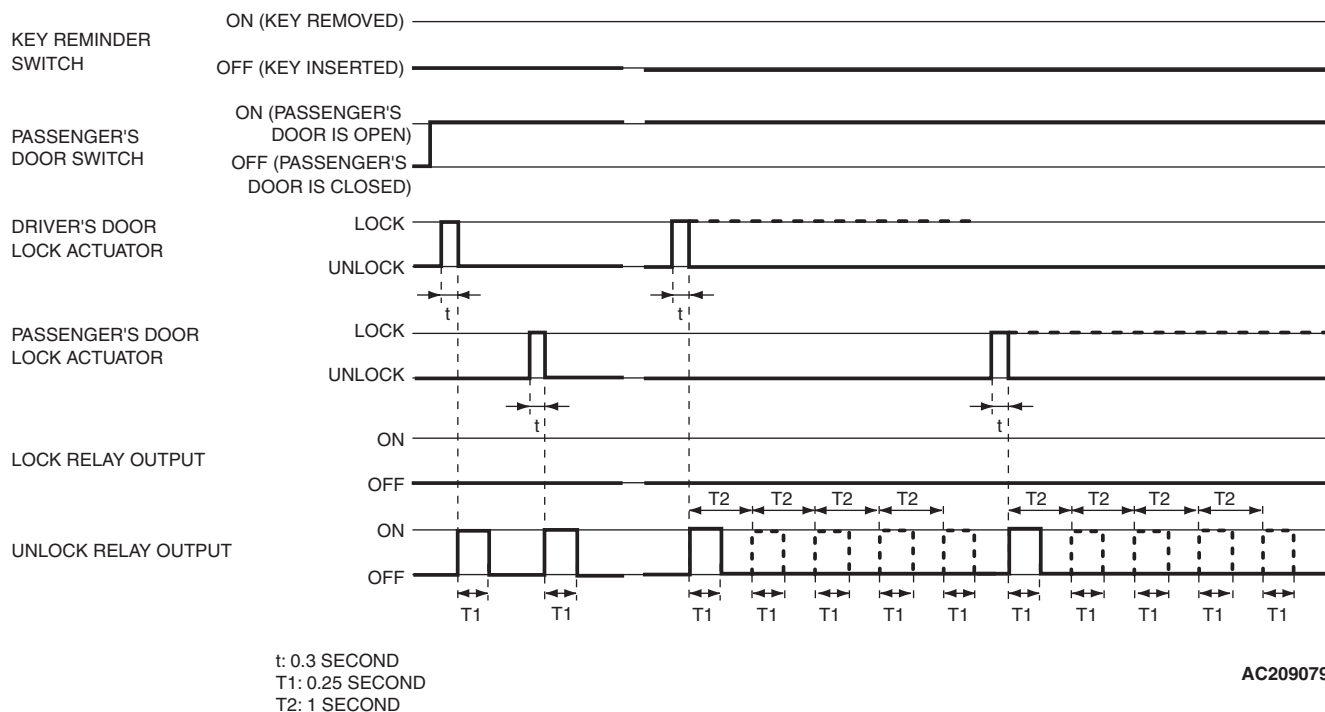 KEY REMINDER
SWITCH
ON (KEY REMOVED)
OFF (KEY INSERTED)
PASSENGER'S
DOOR SWITCH
ON (PASSENGER'S
DOOR IS OPEN)
OFF (PASSENGER'S
DOOR IS CLOSED)
DRIVER'S DOOR
LOCK ACTUATOR
LOCK
UNLOCK
t
t
PASSENGER'S DOOR
LOCK ACTUATOR
LOCK
UNLOCK
t
t
LOCK RELAY OUTPUT
ON
OFF
T2 T2 T2 T2 T2 T2 T2 T2
UNLOCK RELAY OUTPUT
ON
OFF
T1 T1 T1 T1 T1 T1 T1 T1 T1 T1 T1 T1
t: 0.3 SECOND
T1: 0.25 SECOND
T2: 1 SECOND
AC209079